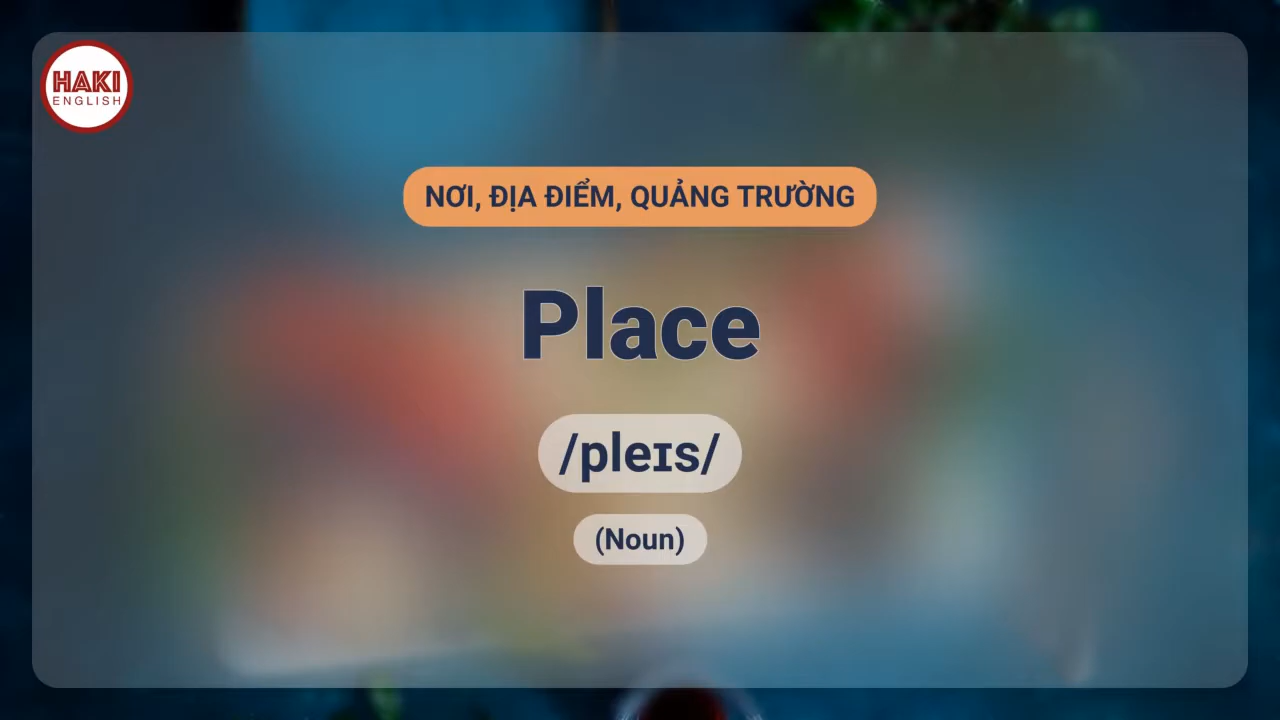 HAKI
ENGLISH
NƠI, ĐỊA ĐIỂM, QUẢNG TRƯỜNG
Place
/pleɪs/
(Noun)